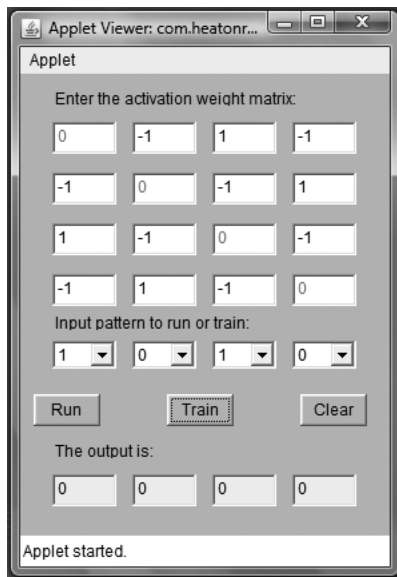 Applet Viewer: com.heatonr...
Applet
Enter the activation weight matrix:
0 -1 1 -1
-1 0 -1 1
1 -1 0 -1
-1 1 -1 0
Input pattern to run or train:
1 0 1 0
Run Train Clear
The output is:
0 0 0 0
Applet started.